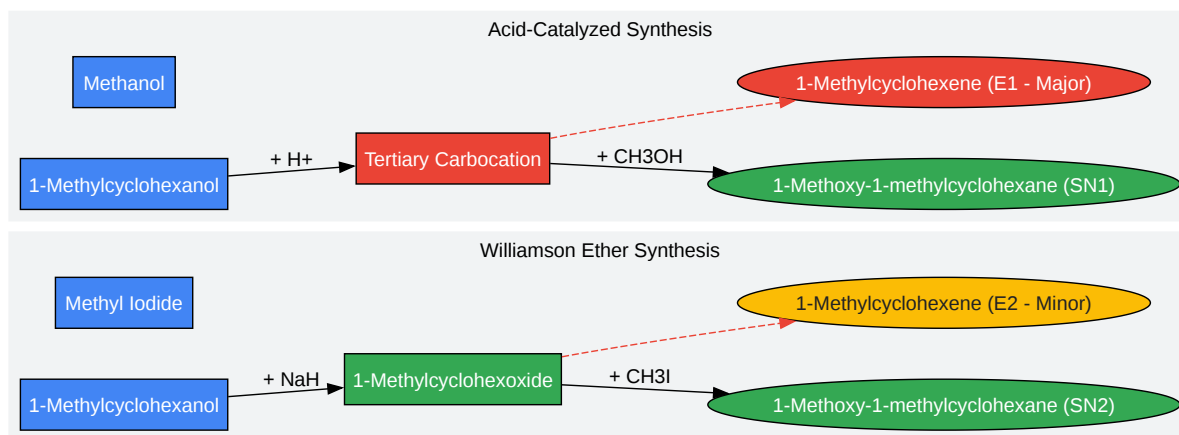 Acid-Catalyzed Synthesis
Methanol
1-Methylcyclohexene (E1 - Major)
+ H+
Tertiary Carbocation
+ CH3OH
1-Methylcyclohexanol
1-Methoxy-1-methylcyclohexane (SN1)
Williamson Ether Synthesis
Methyl Iodide
1-Methylcyclohexene (E2 - Minor)
+ NaH
1-Methylcyclohexoxide
+ CH3I
1-Methylcyclohexanol
1-Methoxy-1-methylcyclohexane (SN2)